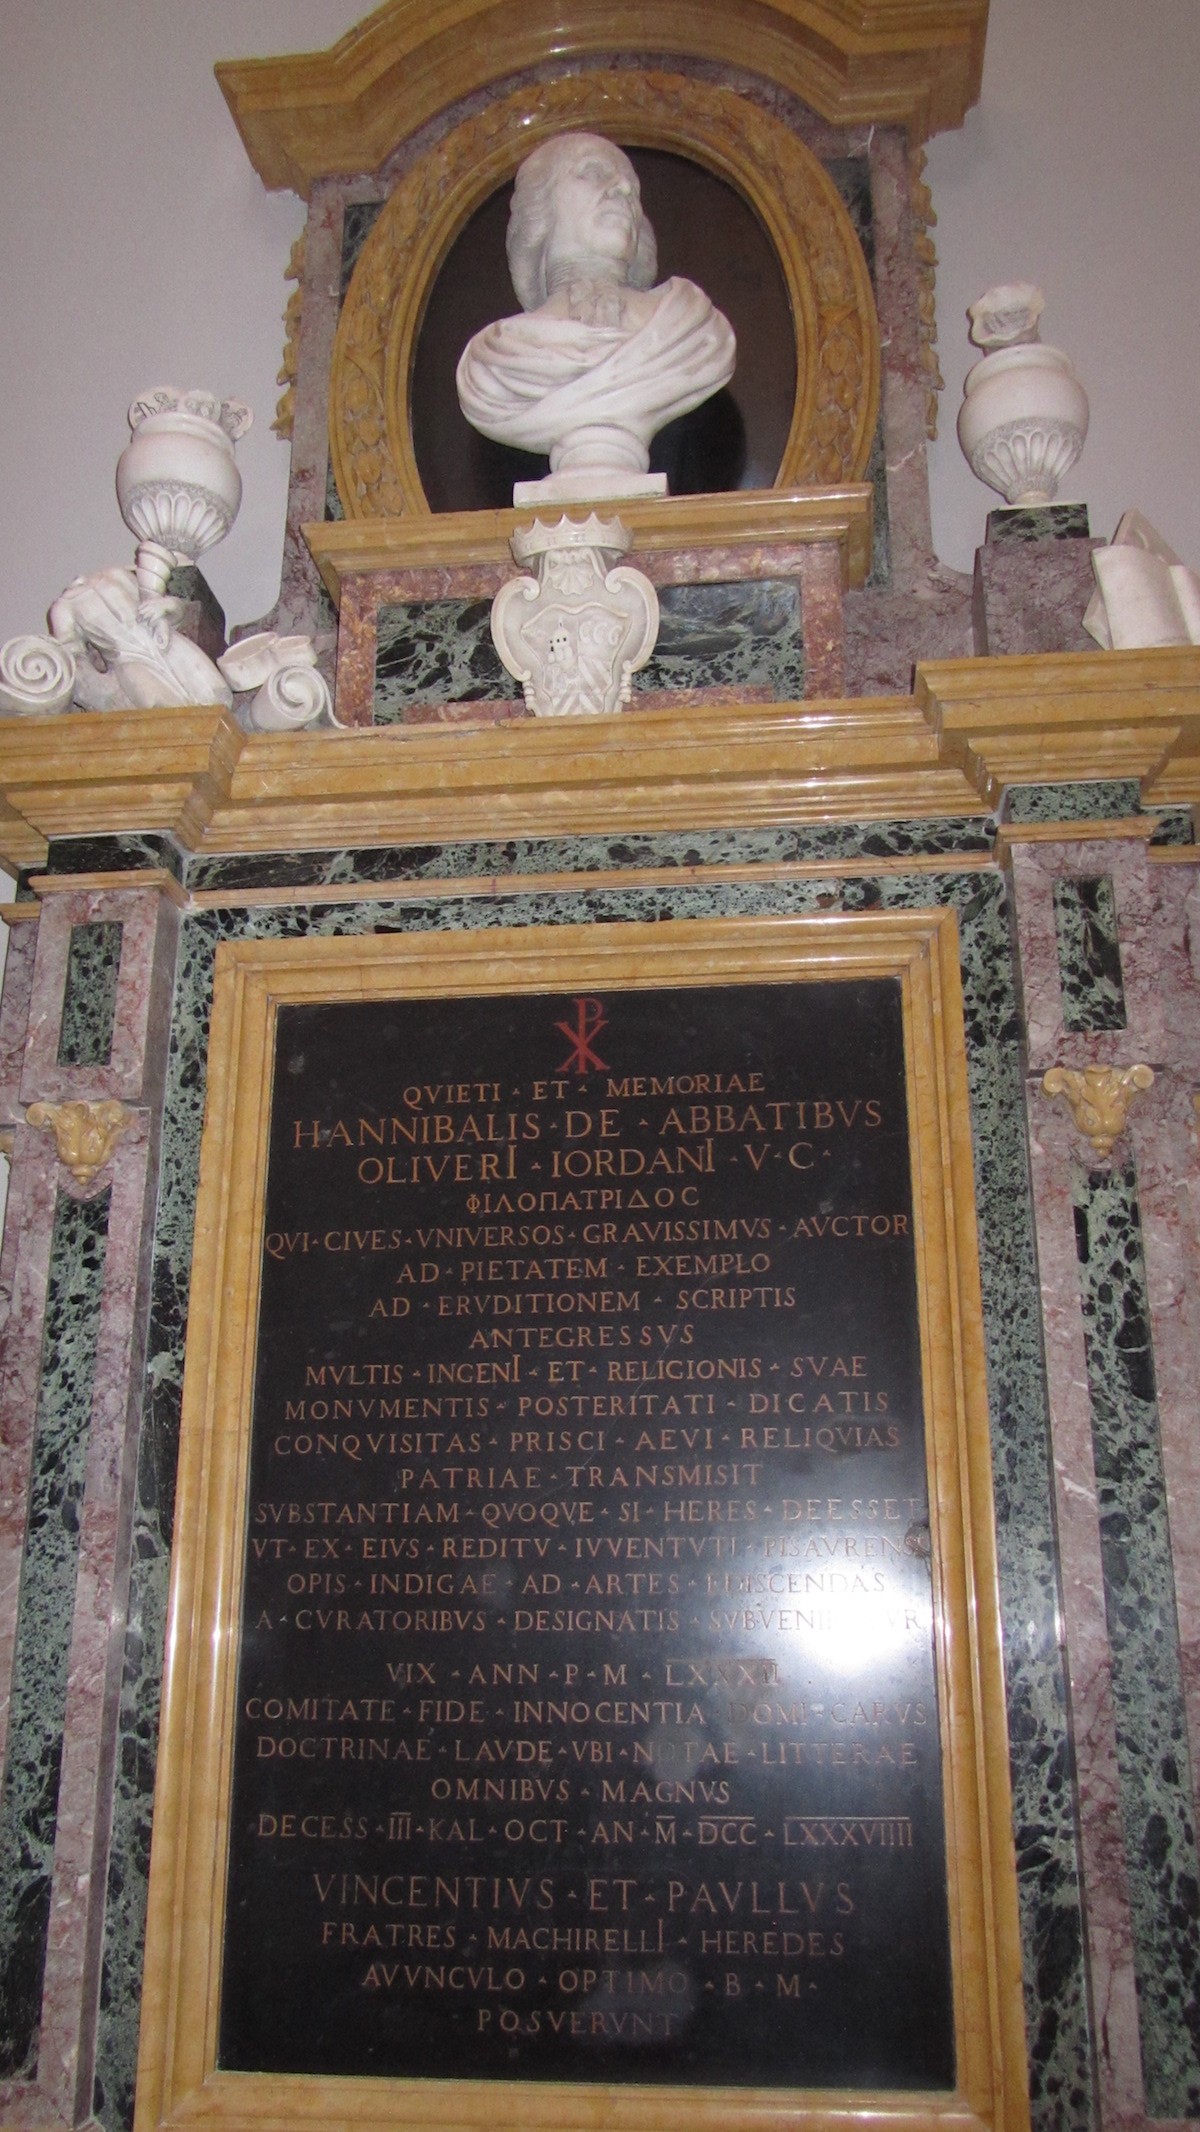 ☧
QVIETI · ET · MEMORIAE
HANNIBALIS · DE · ABBATIBVS
OLIVERI · IORDANI · V · C ·
ΦΙΛΟΠΑΤΡΙΔΟC
QVI · CIVES · VNIVERSOS · GRAVISSIMVS · AVCTOR
AD · PIETATEM · EXEMPLO
AD · ERVDITIONEM · SCRIPTIS
ANTEGRESSVS
MVLTIS · INGENI · ET · RELIGIONIS · SVAE
MONVMENTIS · POSTERITATI · DICATIS
CONQVISITAS · PRISCI · AEVI · RELIQVIAS
PATRIAE · TRANSMISIT
SVBSTANTIAM · QVOQVE · SI · HERES · DEESSET
VT · EX · EIVS · REDITV · IVVENTVTI · PISAVRENSI
OPIS · INDIGAE · AD · ARTES · EDISCENDAS
A · CVRATORIBVS · DESIGNATIS ·
VIX · ANN · P · M · LXXXII
COMITATE · FIDE · INNOCENTIA · DOMI · CARVS
DOCTRINAE · LAVDE · VBI · NOTAE · LITTERAE
OMNIBVS · MAGNVS
DECESS · III · KAL · OCT · AN · M · DCC · LXXXVIIII
VINCENTIVS · ET · PAVLLVS
FRATRES · MACHIRELLI · HEREDES
AVVNCVLO · OPTIMO · B · M ·
POSVERVNT